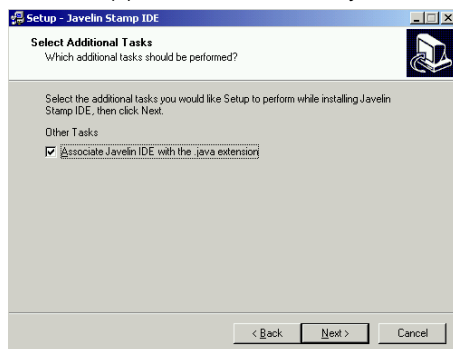 Setup - Javelin Stamp IDE
Select Additional Tasks
Which additional tasks should be performed?
Select the additional tasks you would like Setup to perform while installing Javelin
Stamp IDE, then click Next.
Other Tasks
Associate Javelin IDE with the .java extension
< Back Next > Cancel